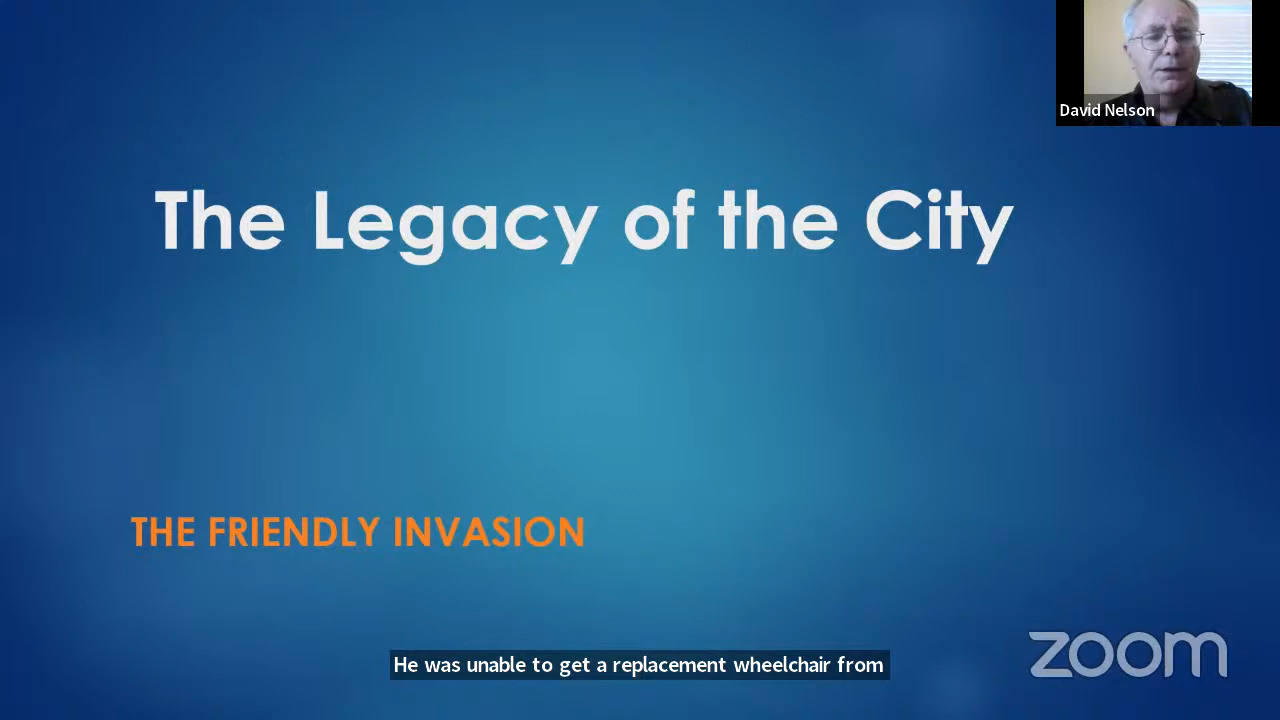 David Nelson
The Legacy of the City
THE FRIENDLY INVASION
He was unable to get a replacement wheelchair from
zoom